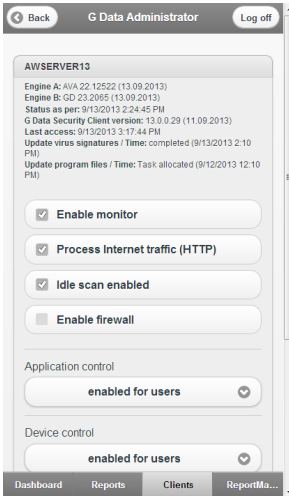 Back
G Data Administrator
Log off
AWSERVER13
Engine A: AVA 22.12522 (13.09.2013)
Engine B: GD 23.2065 (13.09.2013)
Status as per: 9/13/2013 2:24:45 PM
G Data Security Client version: 13.0.0.29 (11.09.2013)
Last access: 9/13/2013 3:17:44 PM
Update virus signatures / Time: completed (9/13/2013 2:10
PM)
Update program files / Time: Task allocated (9/12/2013 12:10
PM)
Enable monitor
Process Internet traffic (HTTP)
Idle scan enabled
Enable firewall
Application control
enabled for users
Device control
enabled for users
Dashboard
Reports
Clients
ReportMa...